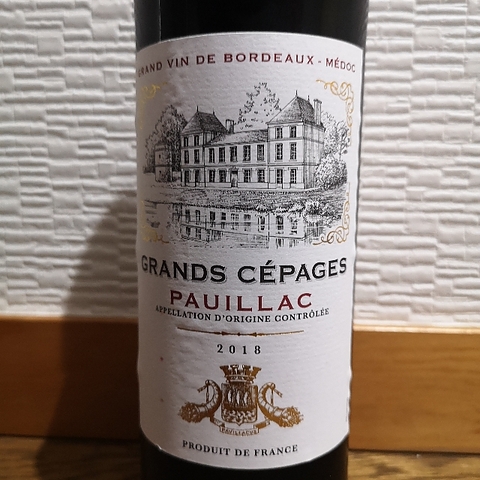 GRAND VIN DE BORDEAUX - MÉDOC
GRANDS CÉPAGES
PAUILLAC
APPELLATION D'ORIGINE CONTRÔLÉE
2018
PRODUIT DE FRANCE